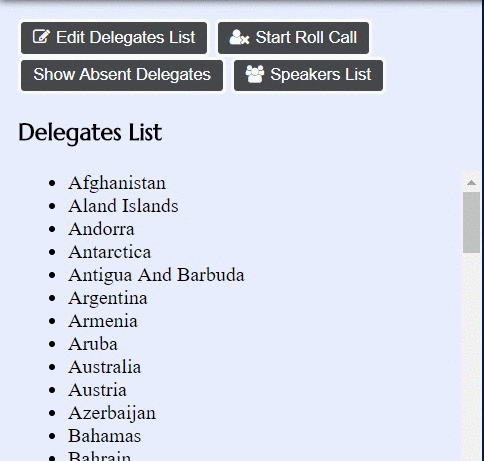 Edit Delegates List Start Roll Call
Show Absent Delegates Speakers List
Delegates List
Afghanistan
Aland Islands
Andorra
Antarctica
Antigua And Barbuda
Argentina
Armenia
Aruba
Australia
Austria
Azerbaijan
Bahamas
Bahrain